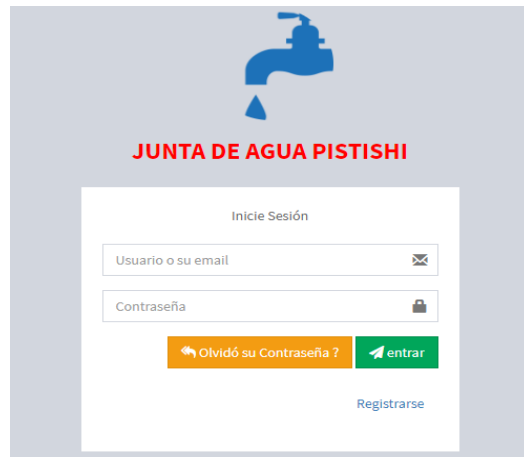 JUNTA DE AGUA PISTISHI
Inicie Sesión
Usuario o su email
Contraseña
Olvidó su Contraseña ? entrar
Registrarse